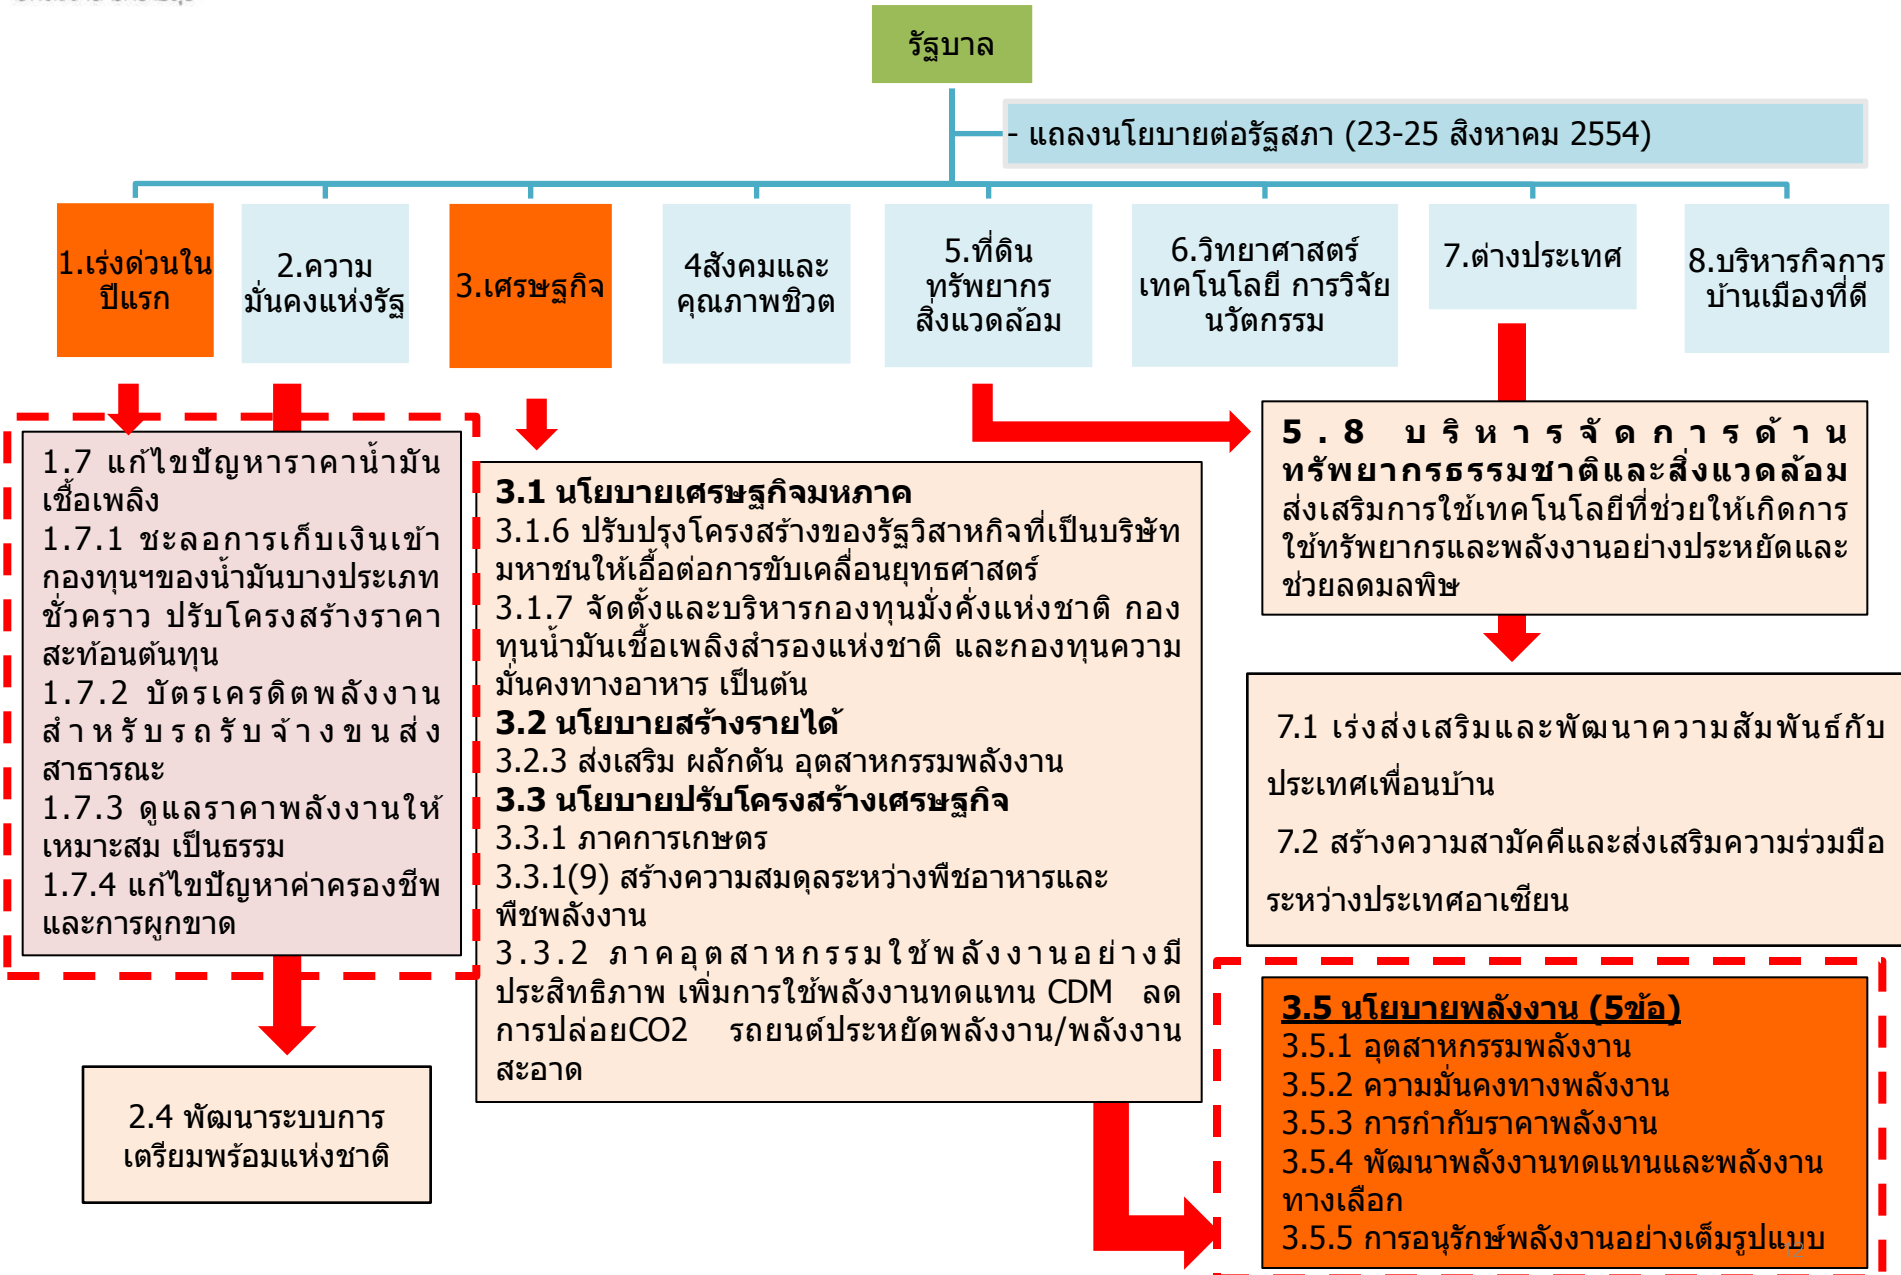 รัฐบาล
- แถลงนโยบายต่อรัฐสภา (23-25 สิงหาคม 2554)
1.เร่งด่วนใน
ปีแรก
2.ความ
มั่นคงแห่งรัฐ
3.เศรษฐกิจ
4สังคมและ
คุณภาพชีวต
5.ที่ดิน
ทรัพยากร
สิ่งแวดล้อม
6.วิทยาศาสตร์
เทคโนโลยี การวิจัย
นวัตกรรม
7.ต่างประเทศ
8.บริหารกิจการ
บ้านเมืองที่ดี
1.7 แก้ไขปัญหาราคาน้ำมัน
เชื้อเพลิง
1.7.1 ชะลอการเก็บเงินเข้า
กองทุนฯของน้ำมันบางประเภท
ชั่วคราว ปรับโครงสร้างราคา
สะท้อนต้นทุน
1.7.2 บัตรเครดิตพลังงาน
สำหรับรถรับจ้างขนส่ง
สาธารณะ
1.7.3 ดูแลราคาพลังงานให้
เหมาะสม เป็นธรรม
1.7.4 แก้ไขปัญหาค่าครองชีพ
และการผูกขาด
2.4 พัฒนาระบบการ
เตรียมพร้อมแห่งชาติ
3.1 นโยบายเศรษฐกิจมหภาค
3.1.6 ปรับปรุงโครงสร้างของรัฐวิสาหกิจที่เป็นบริษัท
มหาชนให้เอื้อต่อการขับเคลื่อนยุทธศาสตร์
3.1.7 จัดตั้งและบริหารกองทุนมั่งคั่งแห่งชาติ กอง
ทุนน้ำมันเชื้อเพลิงสำรองแห่งชาติ และกองทุนความ
มั่นคงทางอาหาร เป็นต้น
3.2 นโยบายสร้างรายได้
3.2.3 ส่งเสริม ผลักดัน อุตสาหกรรมพลังงาน
3.3 นโยบายปรับโครงสร้างเศรษฐกิจ
3.3.1 ภาคการเกษตร
3.3.1(9) สร้างความสมดุลระหว่างพืชอาหารและ
พืชพลังงาน
3.3.2 ภาคอุตสาหกรรมใช้พลังงานอย่างมี
ประสิทธิภาพ เพิ่มการใช้พลังงานทดแทน CDM ลด
การปล่อยCO2 รถยนต์ประหยัดพลังงาน/พลังงาน
สะอาด
5.8 บริหารจัดการด้าน
ทรัพยากรธรรมชาติและสิ่งแวดล้อม
ส่งเสริมการใช้เทคโนโลยีที่ช่วยให้เกิดการ
ใช้ทรัพยากรและพลังงานอย่างประหยัดและ
ช่วยลดมลพิษ
7.1 เร่งส่งเสริมและพัฒนาความสัมพันธ์กับ
ประเทศเพื่อนบ้าน
7.2 สร้างความสามัคคีและส่งเสริมความร่วมมือ
ระหว่างประเทศอาเซียน
3.5 นโยบายพลังงาน (5ข้อ)
3.5.1 อุตสาหกรรมพลังงาน
3.5.2 ความมั่นคงทางพลังงาน
3.5.3 การกำกับราคาพลังงาน
3.5.4 พัฒนาพลังงานทดแทนและพลังงาน
ทางเลือก
3.5.5 การอนุรักษ์พลังงานอย่างเต็มรูปแบบ